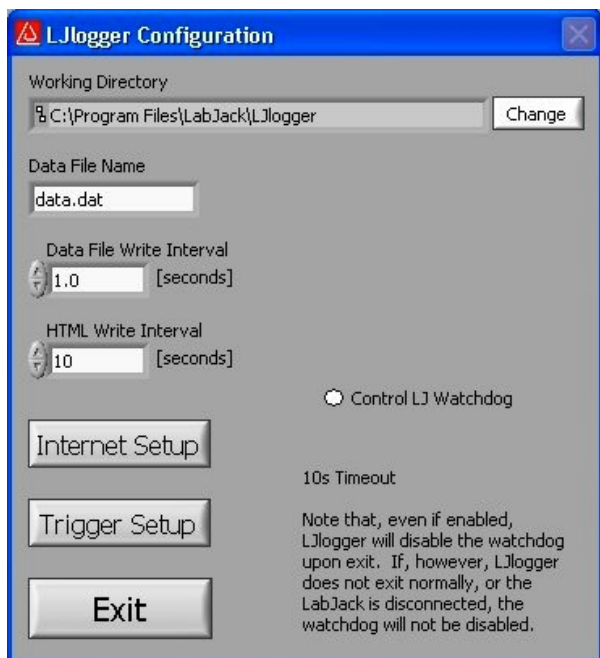 LJlogger Configuration
Working Directory
C:\Program Files\LabJack\LJlogger
Change
Data File Name
data.dat
Data File Write Interval
1.0 [seconds]
HTML Write Interval
10 [seconds]
Control LJ Watchdog
Internet Setup
10s Timeout
Trigger Setup
Note that, even if enabled,
LJlogger will disable the watchdog
upon exit. If, however, LJlogger
does not exit normally, or the
LabJack is disconnected, the
watchdog will not be disabled.
Exit